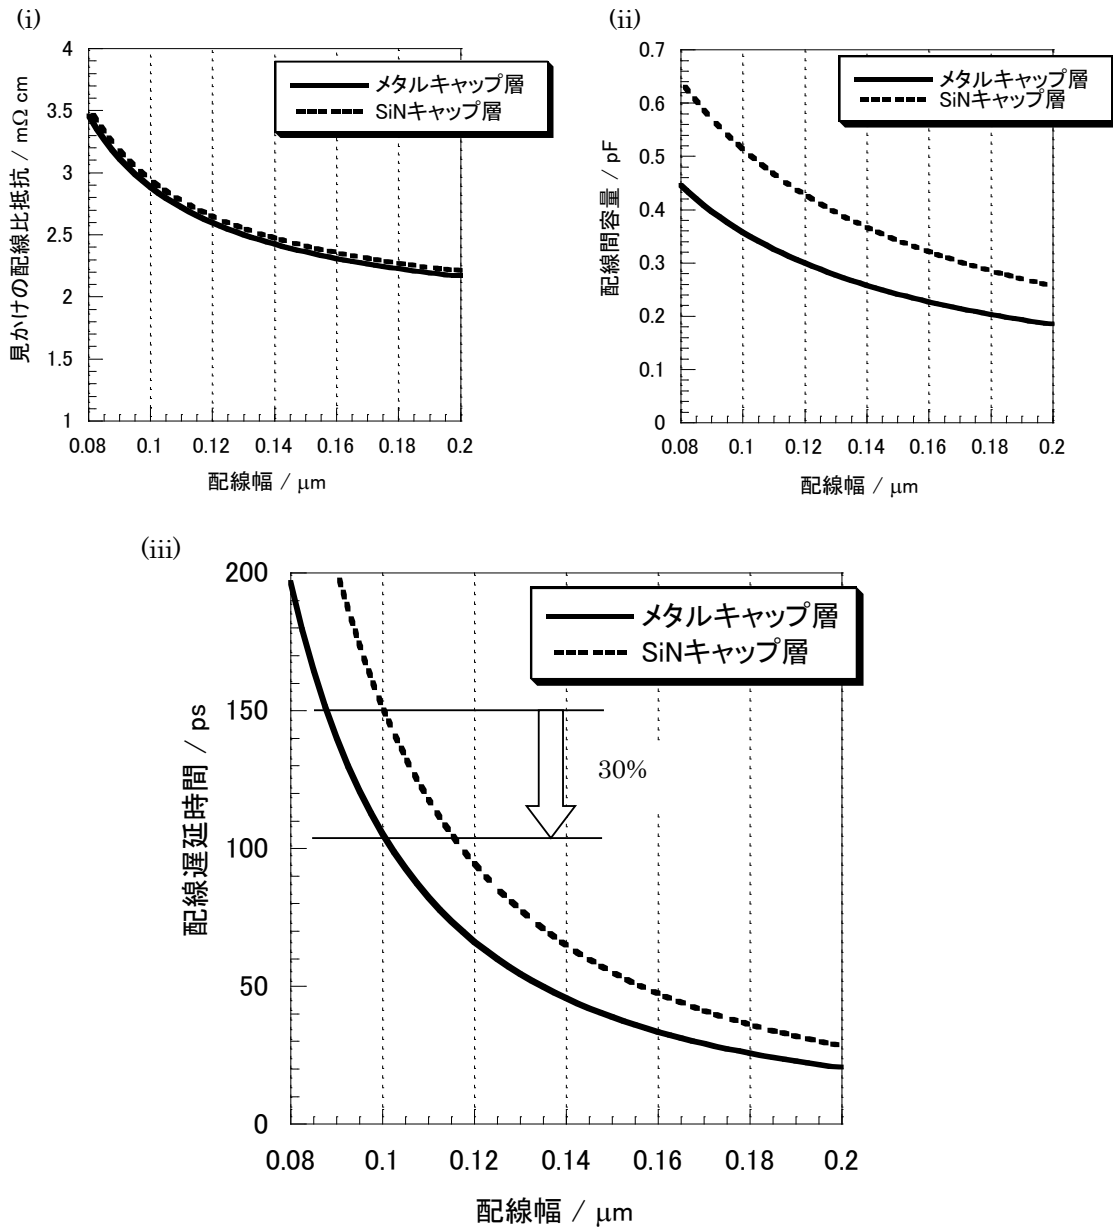 (i)
4
3.5
3
2.5
2
1.5
1
見かけの配線比抵抗 / mΩ cm
メタルキャップ層
SiNキャップ層
0.08 0.1 0.12 0.14 0.16 0.18 0.2
配線幅 / μm
(ii)
0.7
0.6
0.5
0.4
0.3
0.2
0.1
0
配線間容量 / pF
メタルキャップ層
SiNキャップ層
0.08 0.1 0.12 0.14 0.16 0.18 0.2
配線幅 / μm
(iii)
200
150
100
50
0
配線遅延時間 / ps
メタルキャップ層
SiNキャップ層
30%
0.08 0.1 0.12 0.14 0.16 0.18 0.2
配線幅 / μm